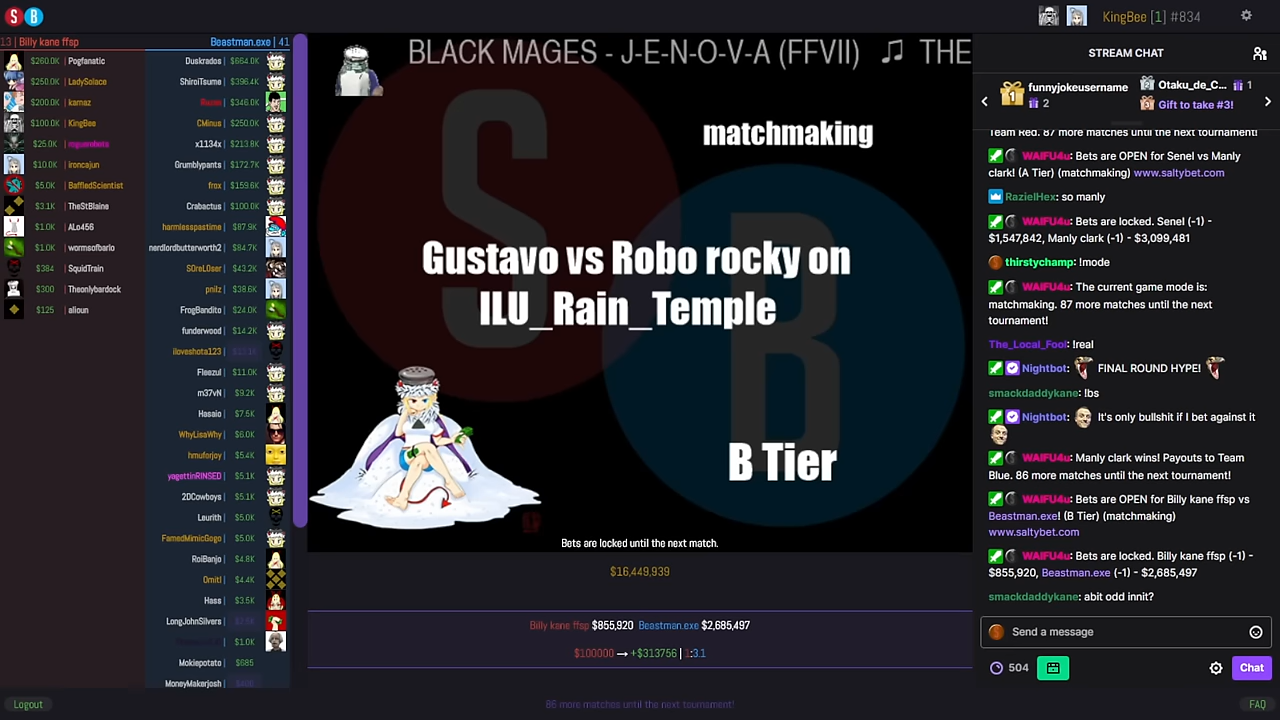 S B
KingBee [1] #834
13 | Billy kane ffsp
Beastman.exe | 41
$260.0K | Pogfanatic
$250.0K | LadySolace
$200.0K | kamaz
$100.0K | KingBee
$25.0K
$10.0K | ironcajun
$5.0K | BaffledScientist
$3.1K | TheStBlaine
$1.0K | ALo456
$1.0K | wormsofbarlo
$384 | SquidTrain
$300 | Theonlybardock
$125 | alioun
Duskrados | $664.0K
ShiroiTsume | $396.4K
$346.0K
CMinus | $250.0K
x1134x | $213.8K
Grumblypants | $172.7K
frox | $159.6K
Crabactus | $100.0K
harmlesspastime | $87.9K
nerdlordbutterworth2 | $84.7K
S0reL0ser | $43.2K
pnilz | $38.6K
FrogBandito | $24.0K
funderwood | $14.2K
iloveshota123 |
Fleezul | $11.0K
m37vN | $9.2K
Hasaio | $7.5K
WhyLisaWhy | $6.0K
hmuferjoy | $5.4K
yagettinRINSED | $5.1K
2DCowboys | $5.1K
Leurith | $5.0K
FamedMimicGogo | $5.0K
RoiBanjo | $4.8K
Omitl | $4.4K
Hass | $3.5K
LongJohnSilvers |
$1.0K
Mokiepotato | $685
MoneyMakerjosh |
BLACK MAGES - J-E-N-O-V-A (FFVII) ♫ THE
matchmaking
Gustavo vs Robo rocky on
ILU_Rain_Temple
B Tier
Bets are locked until the next match.
$16,449,939
Billy kane ffsp $855,920 Beastman.exe $2,685,497
$100000 → +$313756 | 1:3.1
86 more matches until the next tournament!
Logout
STREAM CHAT
1 funnyjokeusername
2
Otaku_de_C... 1
Gift to take #3!
Team Red. 87 more matches until the next tournament!
WAIFU4u: Bets are OPEN for Senel vs Manly
clark! (A Tier) (matchmaking) www.saltybet.com
RazielHex: so manly
WAIFU4u: Bets are locked. Senel (-1) -
$1,547,842, Manly clark (-1) - $3,099,481
thirstychamp: !mode
WAIFU4u: The current game mode is:
matchmaking. 87 more matches until the next
tournament!
The_Local_Fool: !real
Nightbot: FINAL ROUND HYPE!
smackdaddykane: !bs
Nightbot: It's only bullshit if I bet against it
WAIFU4u: Manly clark wins! Payouts to Team
Blue. 86 more matches until the next tournament!
WAIFU4u: Bets are OPEN for Billy kane ffsp vs
Beastman.exe! (B Tier) (matchmaking)
www.saltybet.com
WAIFU4u: Bets are locked. Billy kane ffsp (-1) -
$855,920, Beastman.exe (-1) - $2,685,497
smackdaddykane: abit odd innit?
Send a message
504
Chat
FAQ